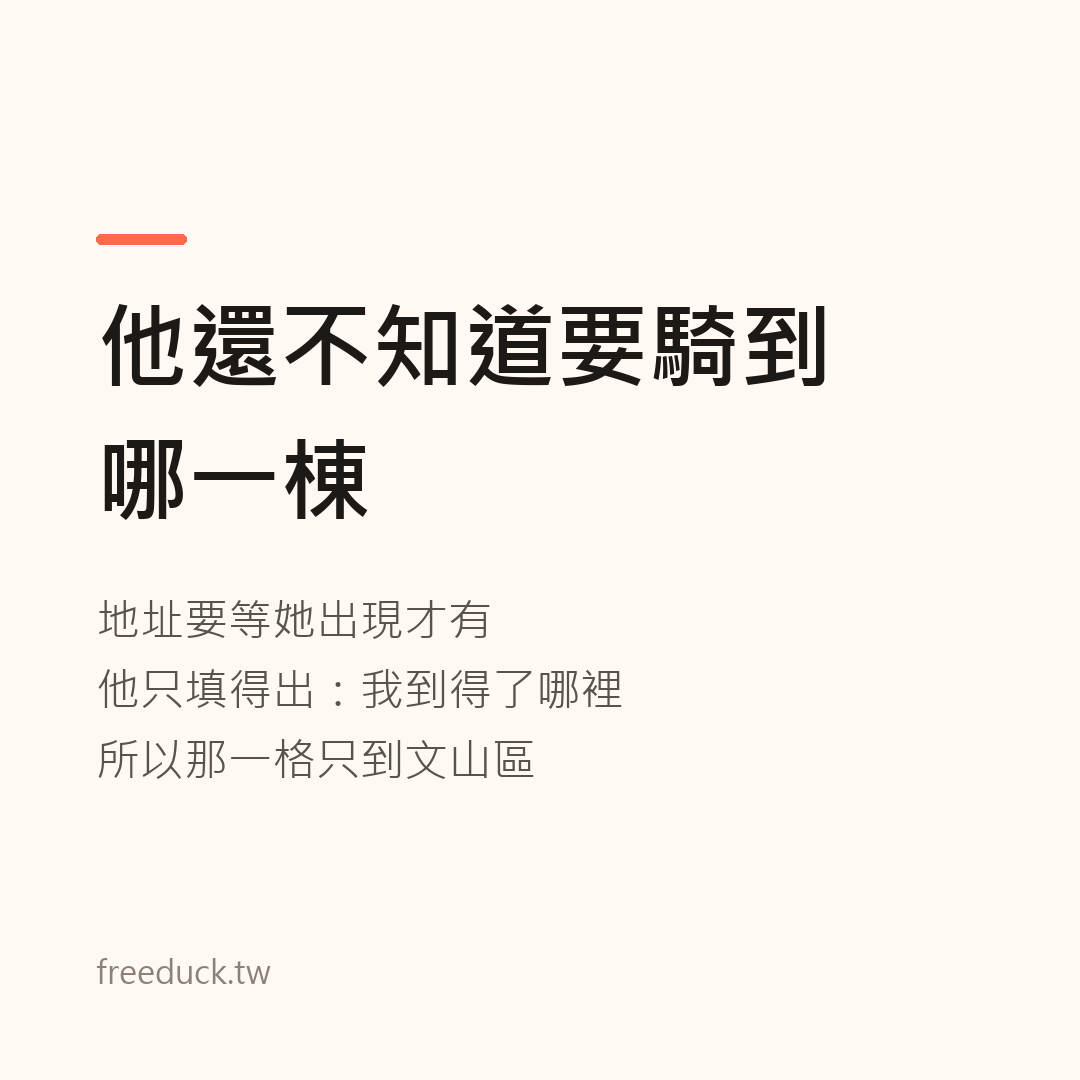 他還不知道要騎到
哪一棟
地址要等她出現才有
他只填得出：我到得了哪裡
所以那一格只到文山區
freeduck.tw